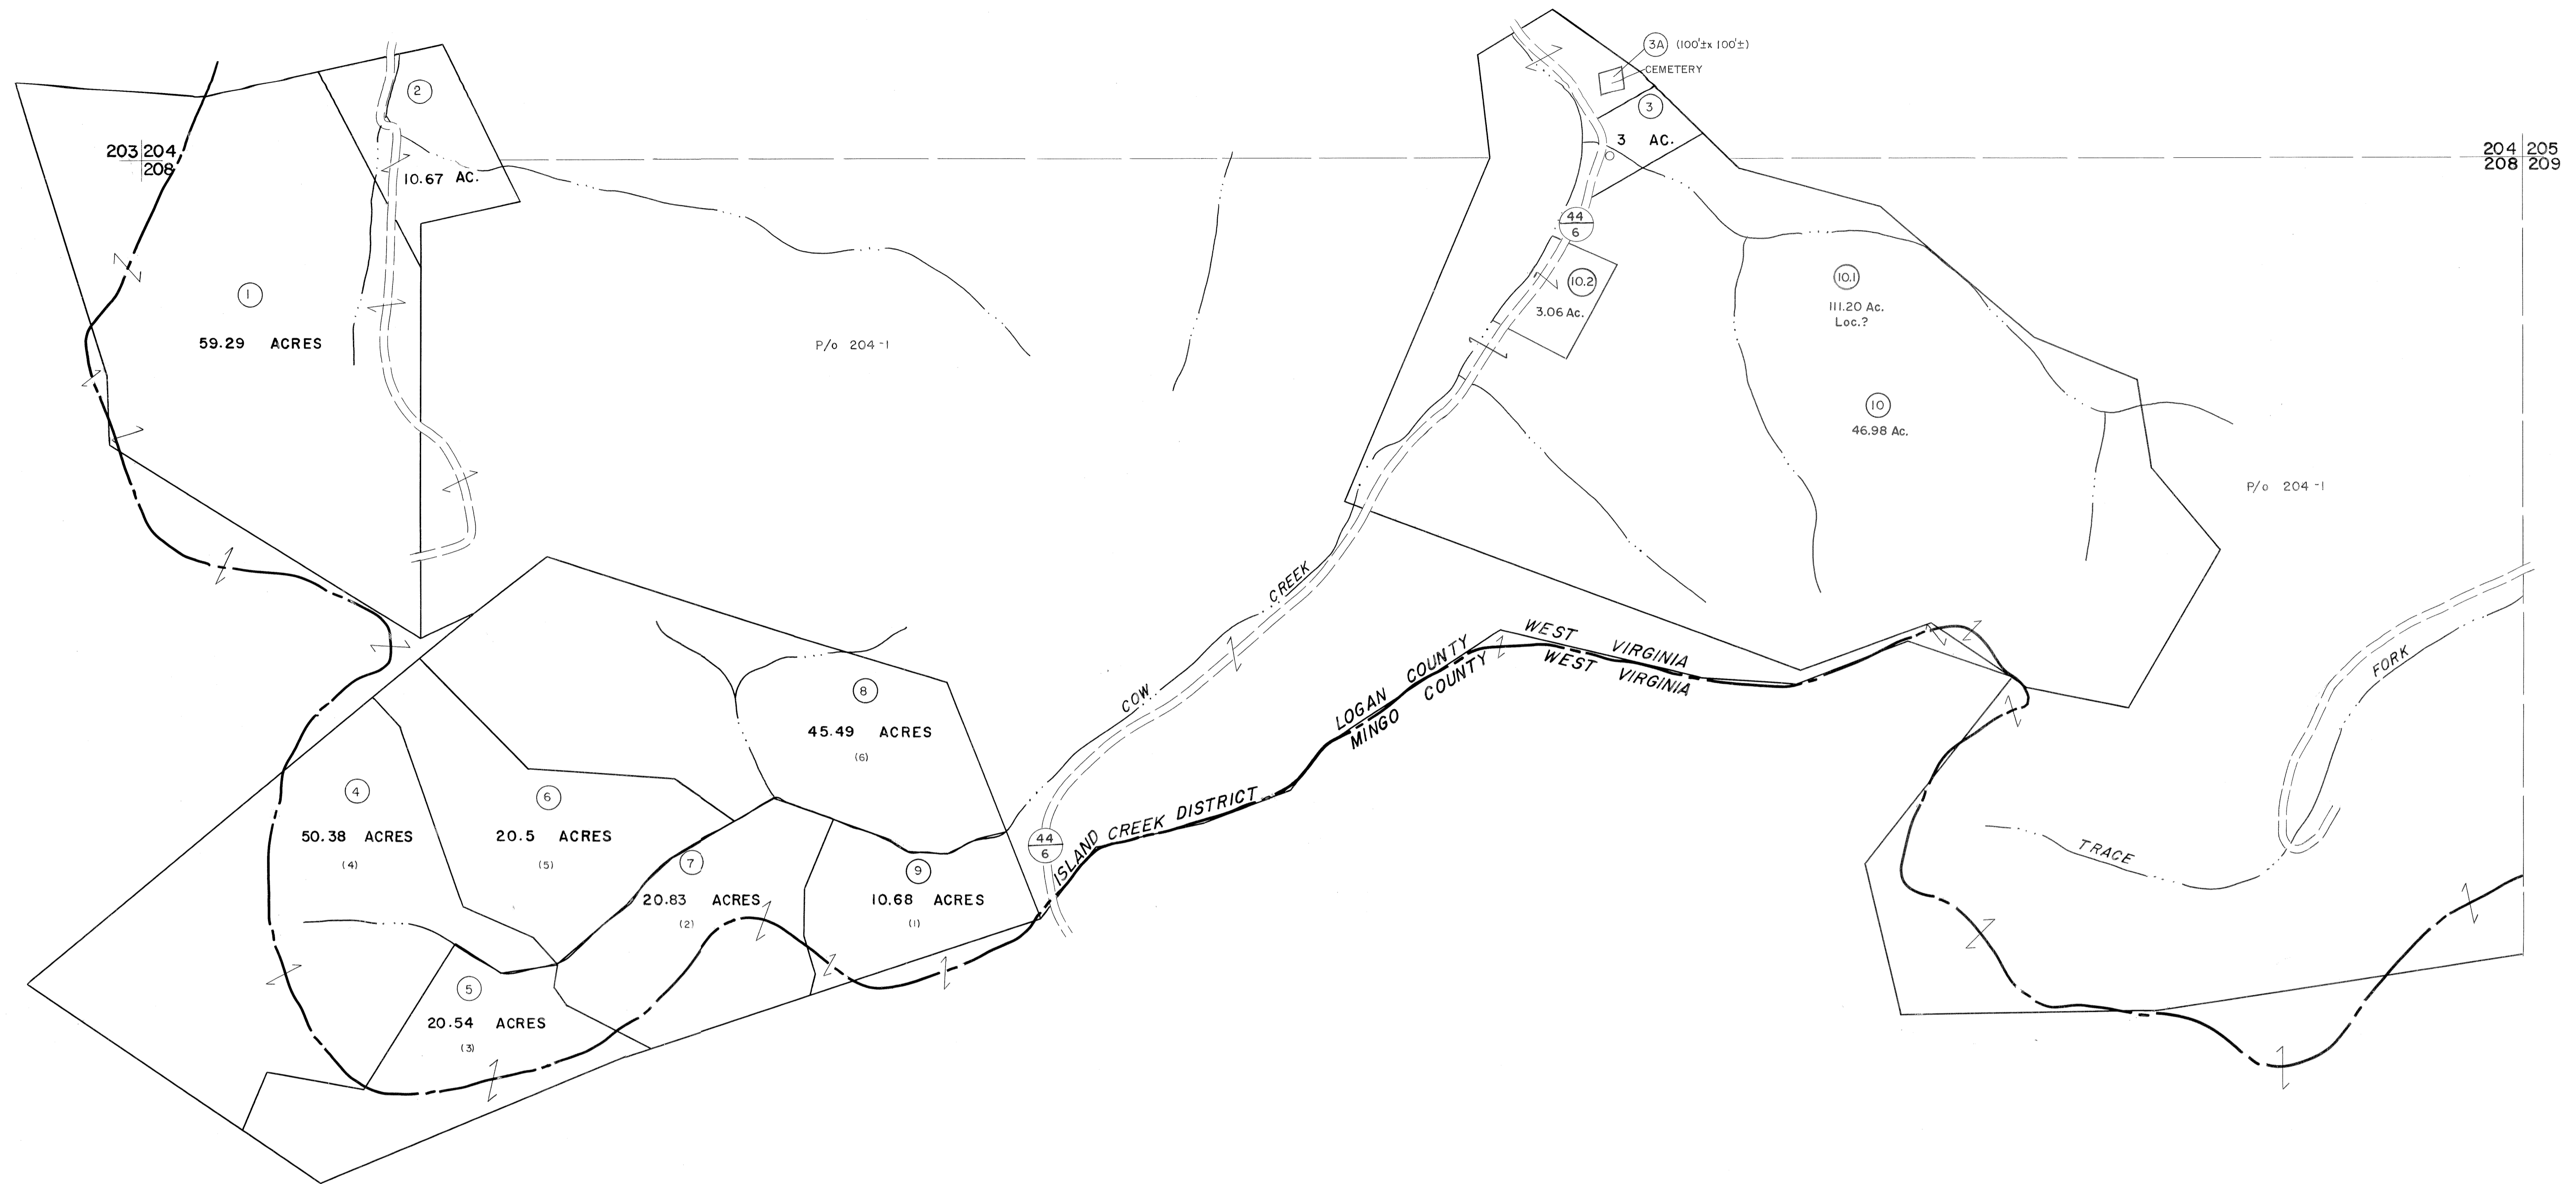 3A (100'±x 100'±)
CEMETERY
2
3
3 AC.
203 204
208
204 205
208 209
10.67 AC.
44
6
1
59.29 ACRES
10.2
3.06 Ac.
10.1
111.20 Ac.
Loc.?
P/o 204-1
10
46.98 Ac.
P/o 204-1
COW CREEK
LOGAN COUNTY WEST VIRGINIA
MINGO COUNTY WEST VIRGINIA
TRACE FORK
8
45.49 ACRES
(6)
4
50.38 ACRES
(4)
6
20.5 ACRES
(5)
ISLAND CREEK DISTRICT
44
6
7
20.83 ACRES
(2)
9
10.68 ACRES
(1)
5
20.54 ACRES
(3)